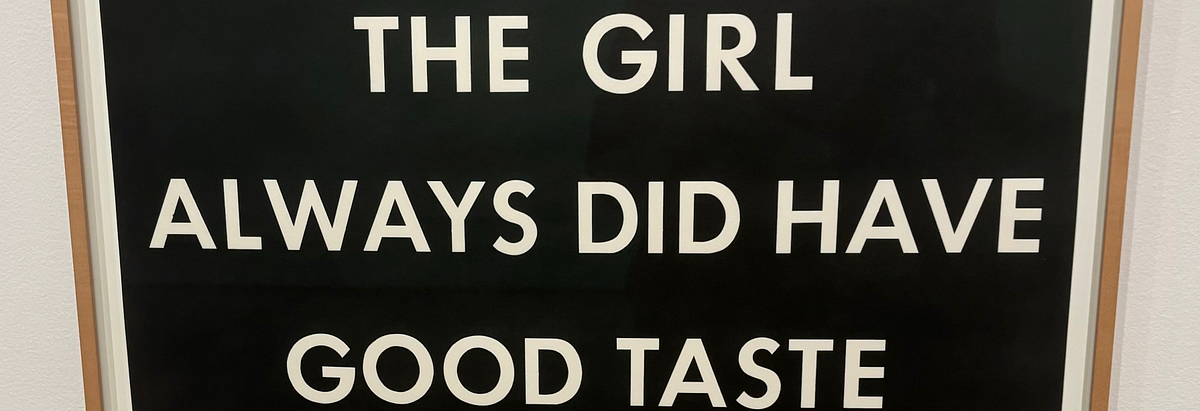 THE GIRL
ALWAYS DID HAVE
GOOD TASTE